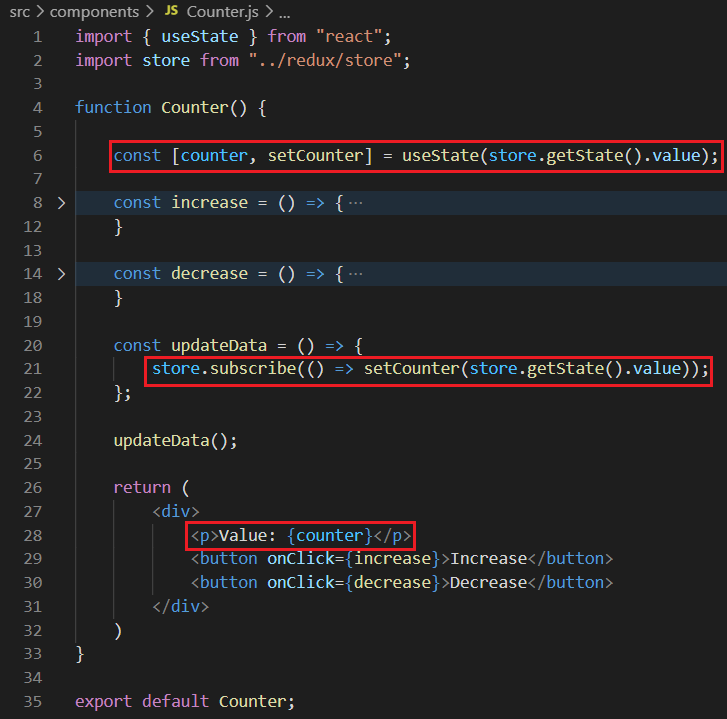 src > components > JS Counter.js > ...
1 import { useState } from "react";
2 import store from "../redux/store";
3
4 function Counter() {
5
6 const [counter, setCounter] = useState(store.getState().value);
7
8 > const increase = () => { ...
12 }
13
14 > const decrease = () => { ...
18 }
19
20 const updateData = () => {
21 store.subscribe(() => setCounter(store.getState().value));
22 };
23
24 updateData();
25
26 return (
27 <div>
28 <p>Value: {counter}</p>
29 <button onClick={increase}>Increase</button>
30 <button onClick={decrease}>Decrease</button>
31 </div>
32 )
33 }
34
35 export default Counter;